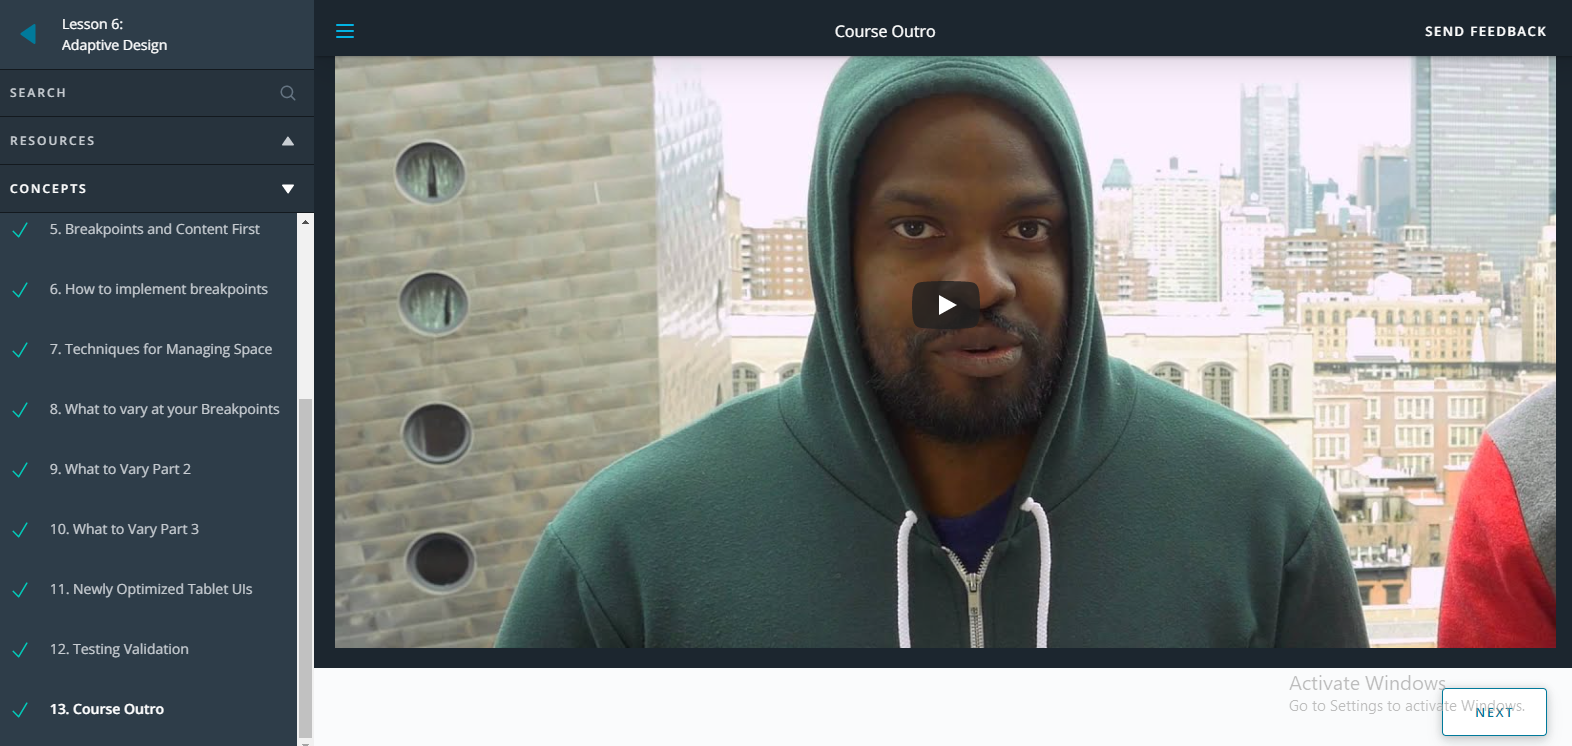 Lesson 6:
Adaptive Design
SEARCH
RESOURCES
CONCEPTS
5. Breakpoints and Content First
6. How to implement breakpoints
7. Techniques for Managing Space
8. What to vary at your Breakpoints
9. What to Vary Part 2
10. What to Vary Part 3
11. Newly Optimized Tablet UIs
12. Testing Validation
13. Course Outro
Course Outro
SEND FEEDBACK
Activate Windows
Go to Settings to activate Windows.
NEXT